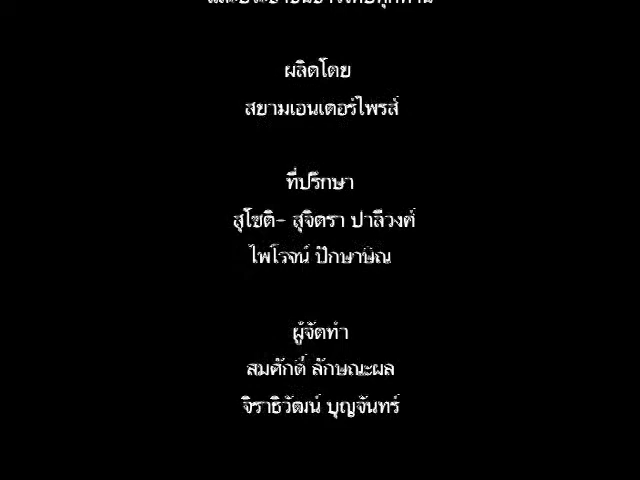 ผลิตโดย
สยามเอนเตอร์ไพรส์
ที่ปรึกษา
สุโชติ- สุจิตรา ปาลีวงศ์
ไพโรจน์ ปักษาษิณ
ผู้จัดทำ
สมศักดิ์ ลักษณะผล
จิราธิวัฒน์ บุญจันทร์